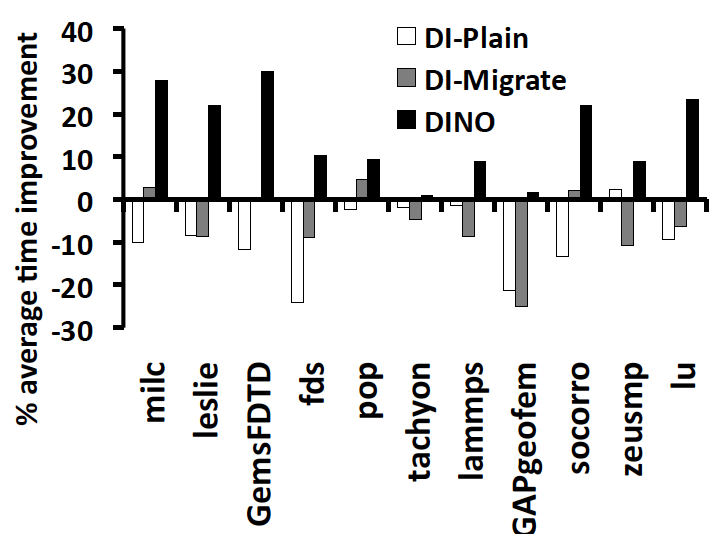 % average time improvement
40
30
20
10
0
-10
-20
-30
DI-Plain
DI-Migrate
DINO
milc
leslie
GemsFDTD
fds
pop
tachyon
lammps
GAPgeofem
socorro
zeusmp
lu